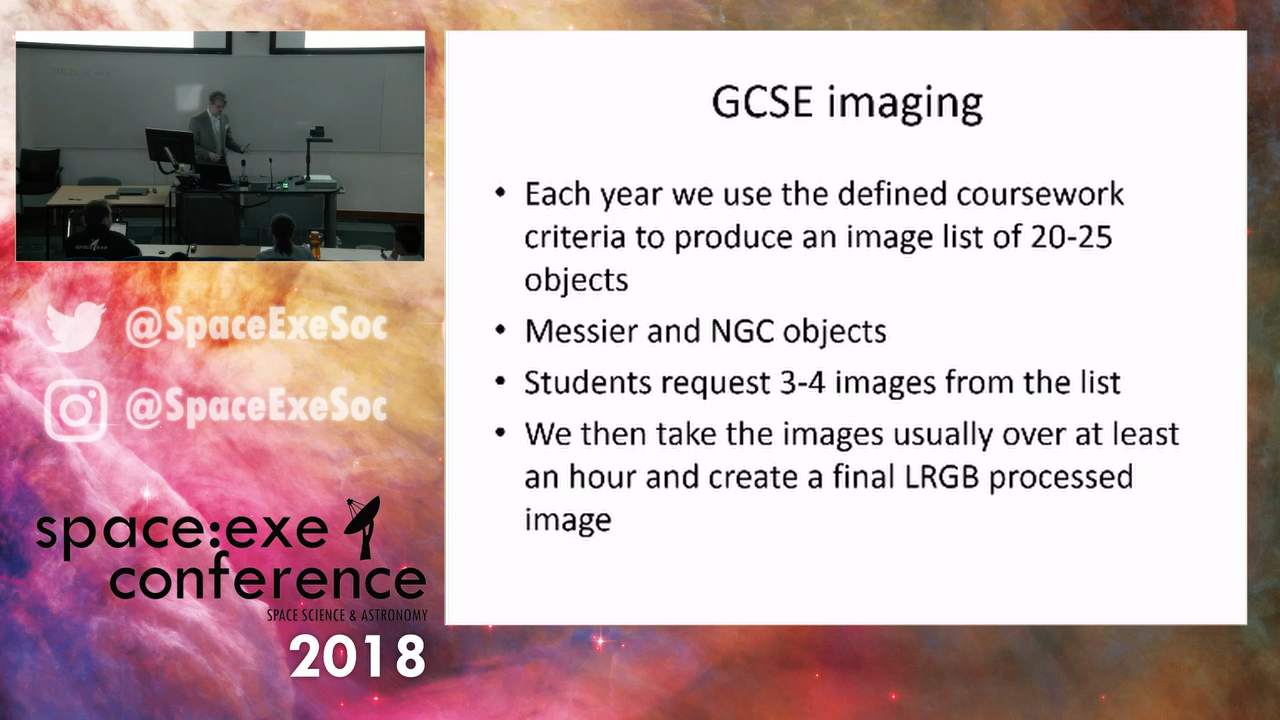 @SpaceExeSoc
@SpaceExeSoc
space:exe
conference
SPACE SCIENCE & ASTRONOMY
2018
GCSE imaging
• Each year we use the defined coursework
criteria to produce an image list of 20-25
objects
• Messier and NGC objects
• Students request 3-4 images from the list
• We then take the images usually over at least
an hour and create a final LRGB processed
image
space:exe